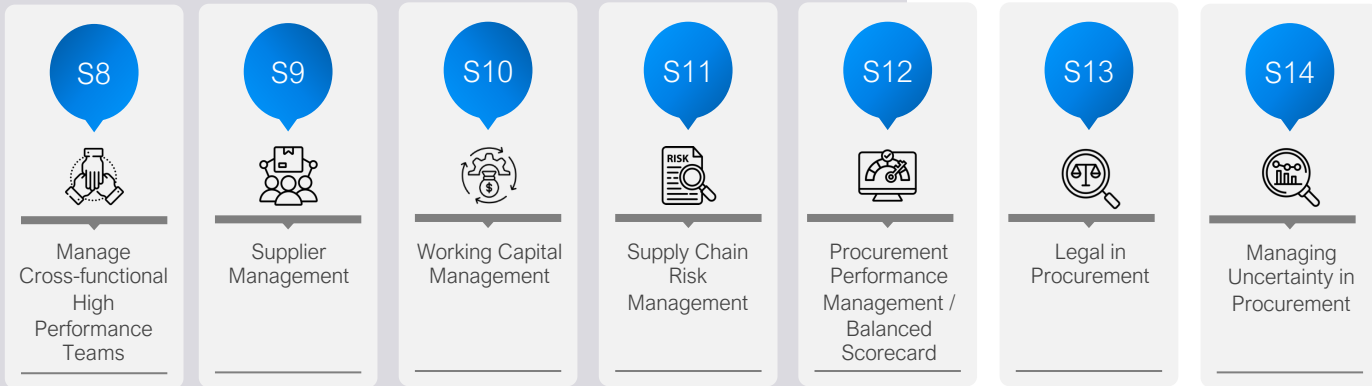 S8
Manage
Cross-functional
High
Performance
Teams
S9
Supplier
Management
S10
$
Working Capital
Management
S11
RISK
Supply Chain
Risk
Management
S12
Procurement
Performance
Management /
Balanced
Scorecard
S13
Legal in
Procurement
S14
Managing
Uncertainty in
Procurement